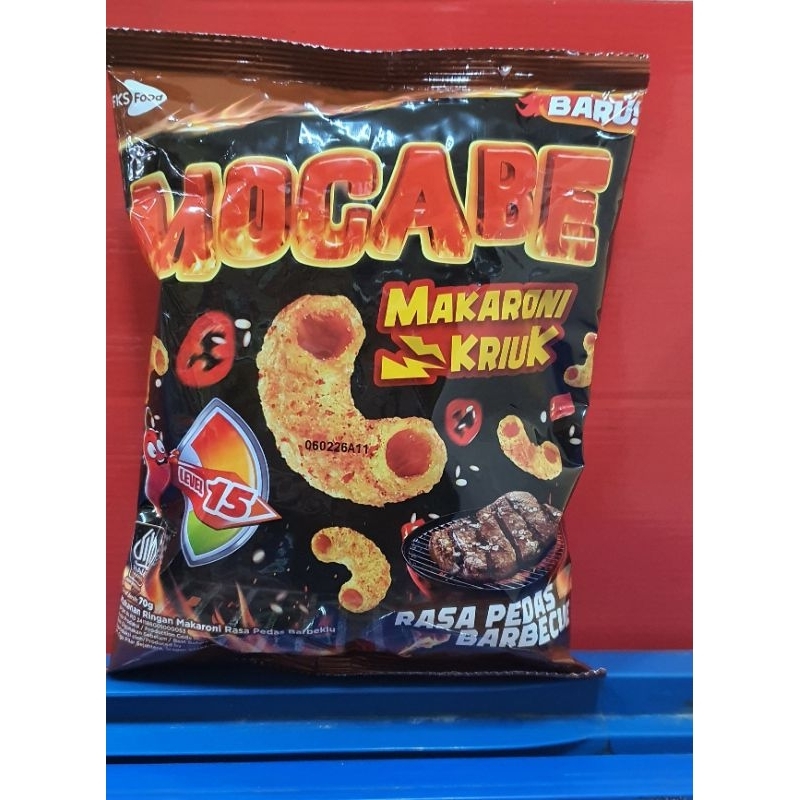 FKS Food
BARU!
MOCABE
MAKARONI
KRIUK
060226A11
LEVEL 15
70g
Makanan Ringan Makaroni Rasa Pedas Barbekiu
RASA PEDAS
BARBECUE